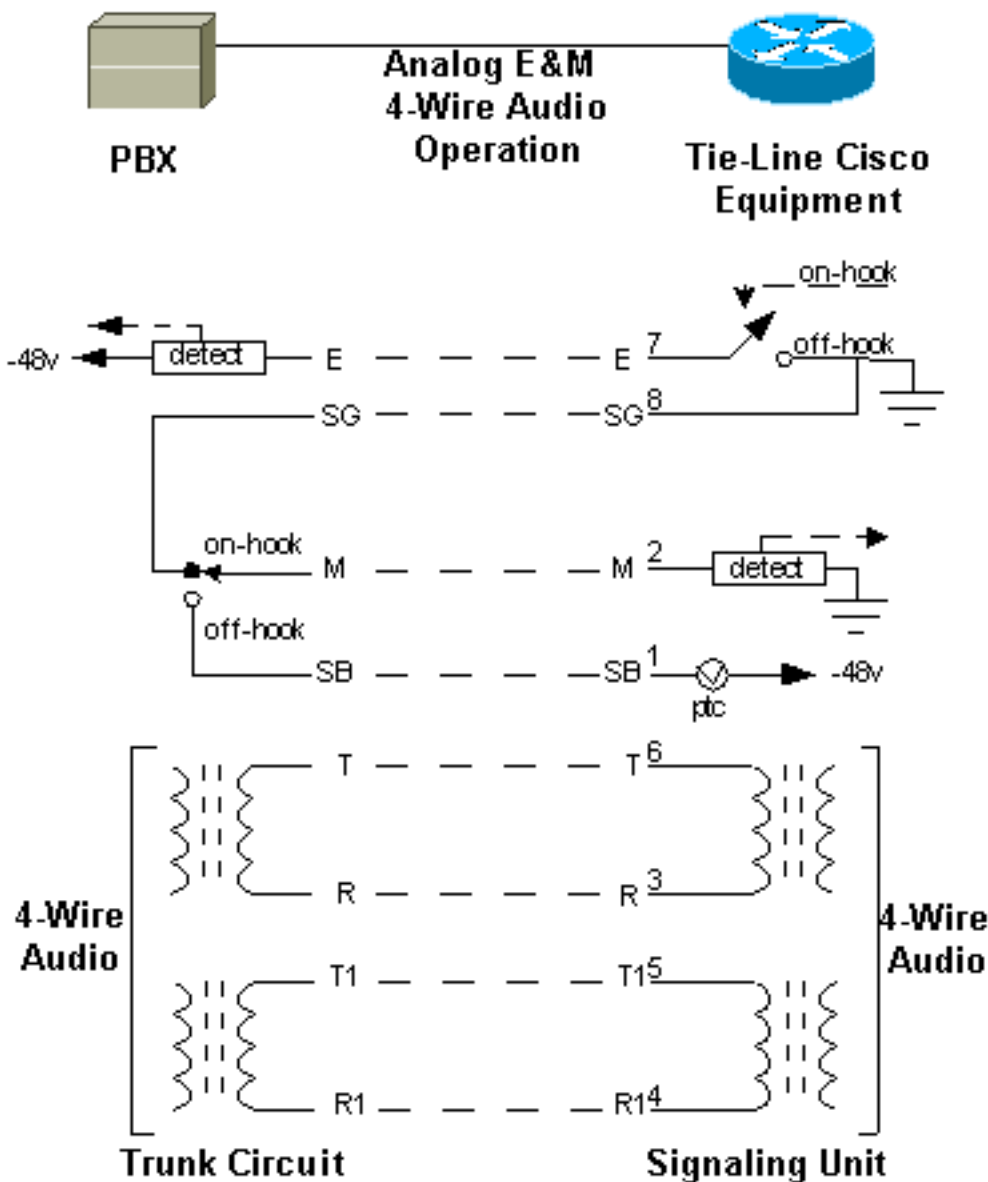 Analog E&M
4-Wire Audio
Operation
PBX
Tie-Line Cisco
Equipment
on-hook
-48v
detect
E
E
7
off-hook
SG
SG
8
on-hook
M
M
2
detect
off-hook
SB
SB
1
-48v
ptc
T
T
6
R
R
3
4-Wire
Audio
4-Wire
Audio
T1
T1
5
R1
R1
4
Trunk Circuit
Signaling Unit